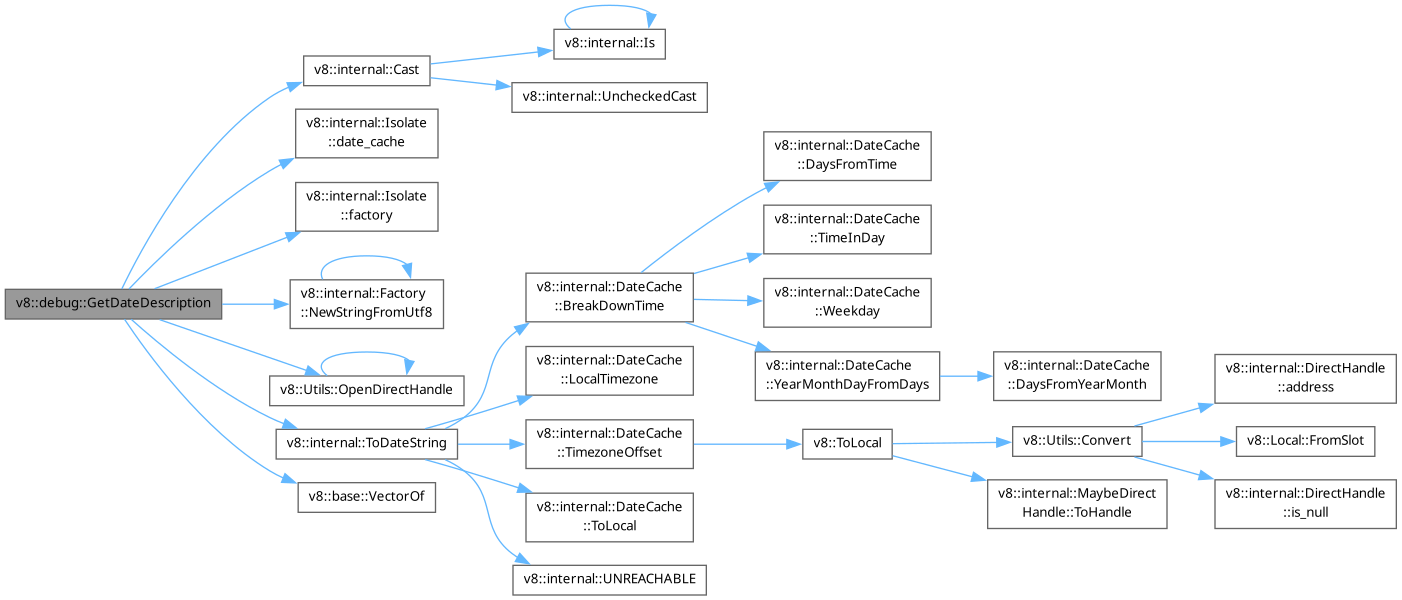 v8::debug::GetDateDescription
v8::internal::Cast
v8::internal::Is
v8::internal::UncheckedCast
v8::internal::Isolate
::date_cache
v8::internal::Isolate
::factory
v8::internal::Factory
::NewStringFromUtf8
v8::Utils::OpenDirectHandle
v8::internal::ToDateString
v8::base::VectorOf
v8::internal::DateCache
::BreakDownTime
v8::internal::DateCache
::LocalTimezone
v8::internal::DateCache
::TimezoneOffset
v8::internal::DateCache
::ToLocal
v8::internal::UNREACHABLE
v8::internal::DateCache
::DaysFromTime
v8::internal::DateCache
::TimeInDay
v8::internal::DateCache
::Weekday
v8::internal::DateCache
::YearMonthDayFromDays
v8::internal::DateCache
::DaysFromYearMonth
v8::ToLocal
v8::Utils::Convert
v8::internal::MaybeDirect
Handle::ToHandle
v8::internal::DirectHandle
::address
v8::Local::FromSlot
v8::internal::DirectHandle
::is_null